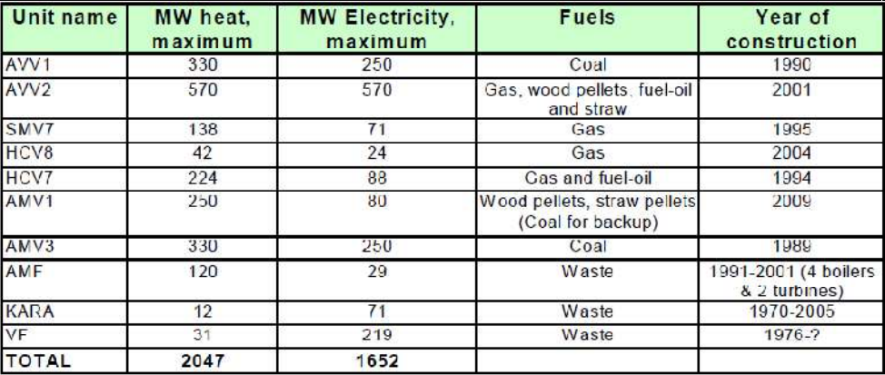 Unit name MW heat, maximum MW Electricity, maximum Fuels Year of construction
AVV1 330 250 Coal 1990
AVV2 570 570 Gas, wood pellets, fuel-oil and straw 2001
SMV7 138 71 Gas 1995
HCV8 42 24 Gas 2004
HCV7 224 88 Gas and fuel-oil 1994
AMV1 250 80 Wood pellets, straw pellets (Coal for backup) 2009
AMV3 330 250 Coal 1989
AMF 120 29 Waste 1991-2001 (4 boilers & 2 turbines)
KARA 12 71 Waste 1970-2005
VF 31 219 Waste 1976-?
TOTAL 2047 1652